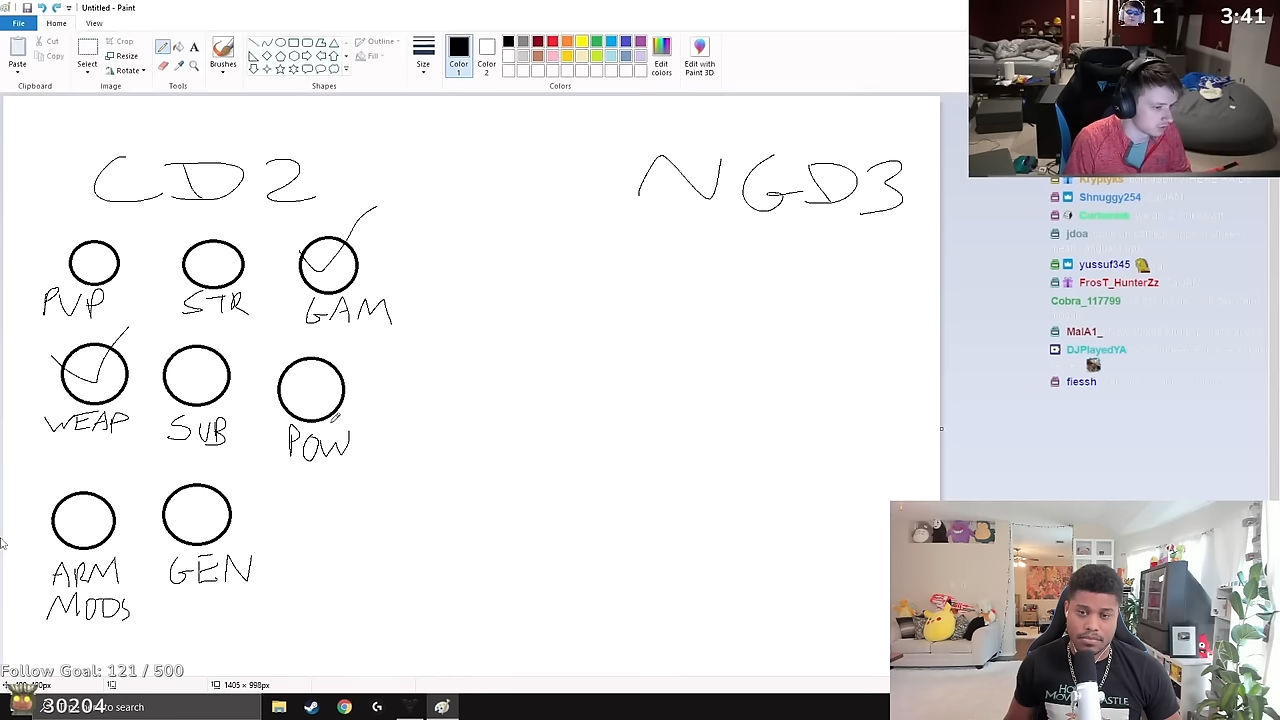 Untitled - Paint
1 3:41
File Home View
Cut
Copy
Paste
Clipboard
Crop
Resize
Rotate
Select
Image
Tools
Brushes
Outline
Fill
Shapes
Size
Color 1
Color 2
Edit colors
Edit with Paint 3D
Colors
CD2 NGD3
PVP STR GAM
WEAP SUB POW
ARM MODS GEN
Kryptyks
Shnuggy254
jdoa
yussuf345
FrosT_HunterZz
Cobra_117799
MalA1_
DJPlayedYA
fiessh
Follow Goal: 121 / 500
1405 × 998px
30204
to search